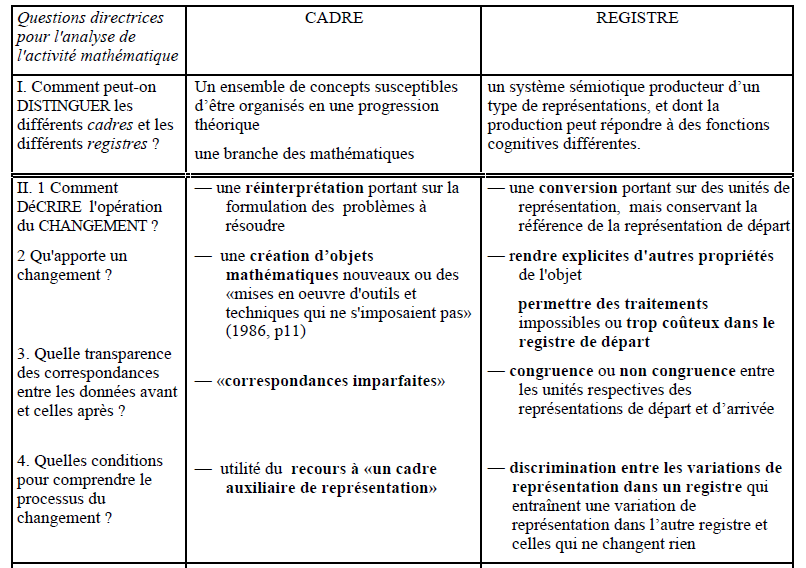 Questions directrices
pour l'analyse de
l'activité mathématique
CADRE
REGISTRE
I. Comment peut-on
DISTINGUER les
différents cadres et les
différents registres ?
Un ensemble de concepts susceptibles
d’être organisés en une progression
théorique
une branche des mathématiques
un système sémiotique producteur d’un
type de représentations, et dont la
production peut répondre à des fonctions
cognitives différentes.
II. 1 Comment
DéCRIRE l'opération
du CHANGEMENT ?
— une réinterprétation portant sur la
formulation des problèmes à
résoudre
— une conversion portant sur des unités de
représentation, mais conservant la
référence de la représentation de départ
2 Qu'apporte un
changement ?
— une création d’objets
mathématiques nouveaux ou des
«mises en oeuvre d'outils et
techniques qui ne s'imposaient pas»
(1986, p11)
— rendre explicites d'autres propriétés
de l'objet
permettre des traitements
impossibles ou trop coûteux dans le
registre de départ
3. Quelle transparence
des correspondances
entre les données avant
et celles après ?
— «correspondances imparfaites»
— congruence ou non congruence entre
les unités respectives des
représentations de départ et d’arrivée
4. Quelles conditions
pour comprendre le
processus du
changement ?
— utilité du recours à «un cadre
auxiliaire de représentation»
— discrimination entre les variations de
représentation dans un registre qui
entraînent une variation de
représentation dans l’autre registre et
celles qui ne changent rien